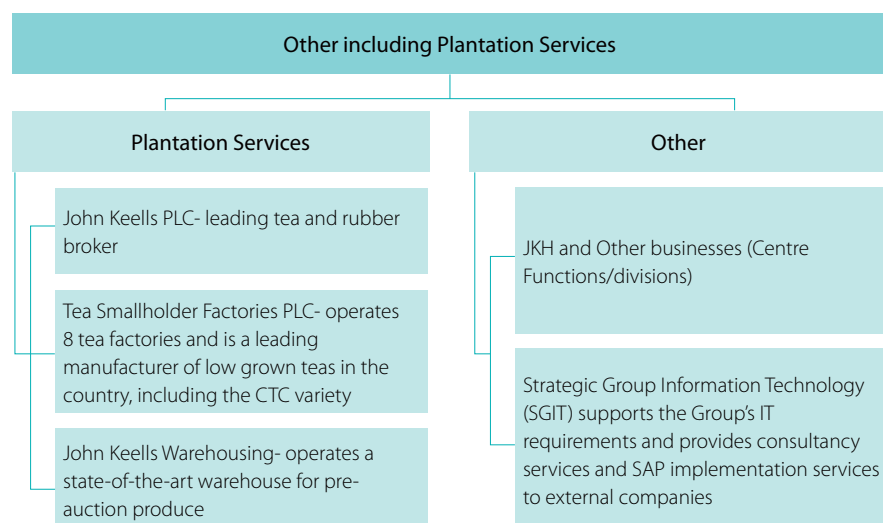 Other including Plantation Services
Plantation Services
John Keells PLC- leading tea and rubber
broker
Tea Smallholder Factories PLC- operates
8 tea factories and is a leading
manufacturer of low grown teas in the
country, including the CTC variety
John Keells Warehousing- operates a
state-of-the-art warehouse for pre-
auction produce
Other
JKH and Other businesses (Centre
Functions/divisions)
Strategic Group Information Technology
(SGIT) supports the Group’s IT
requirements and provides consultancy
services and SAP implementation services
to external companies